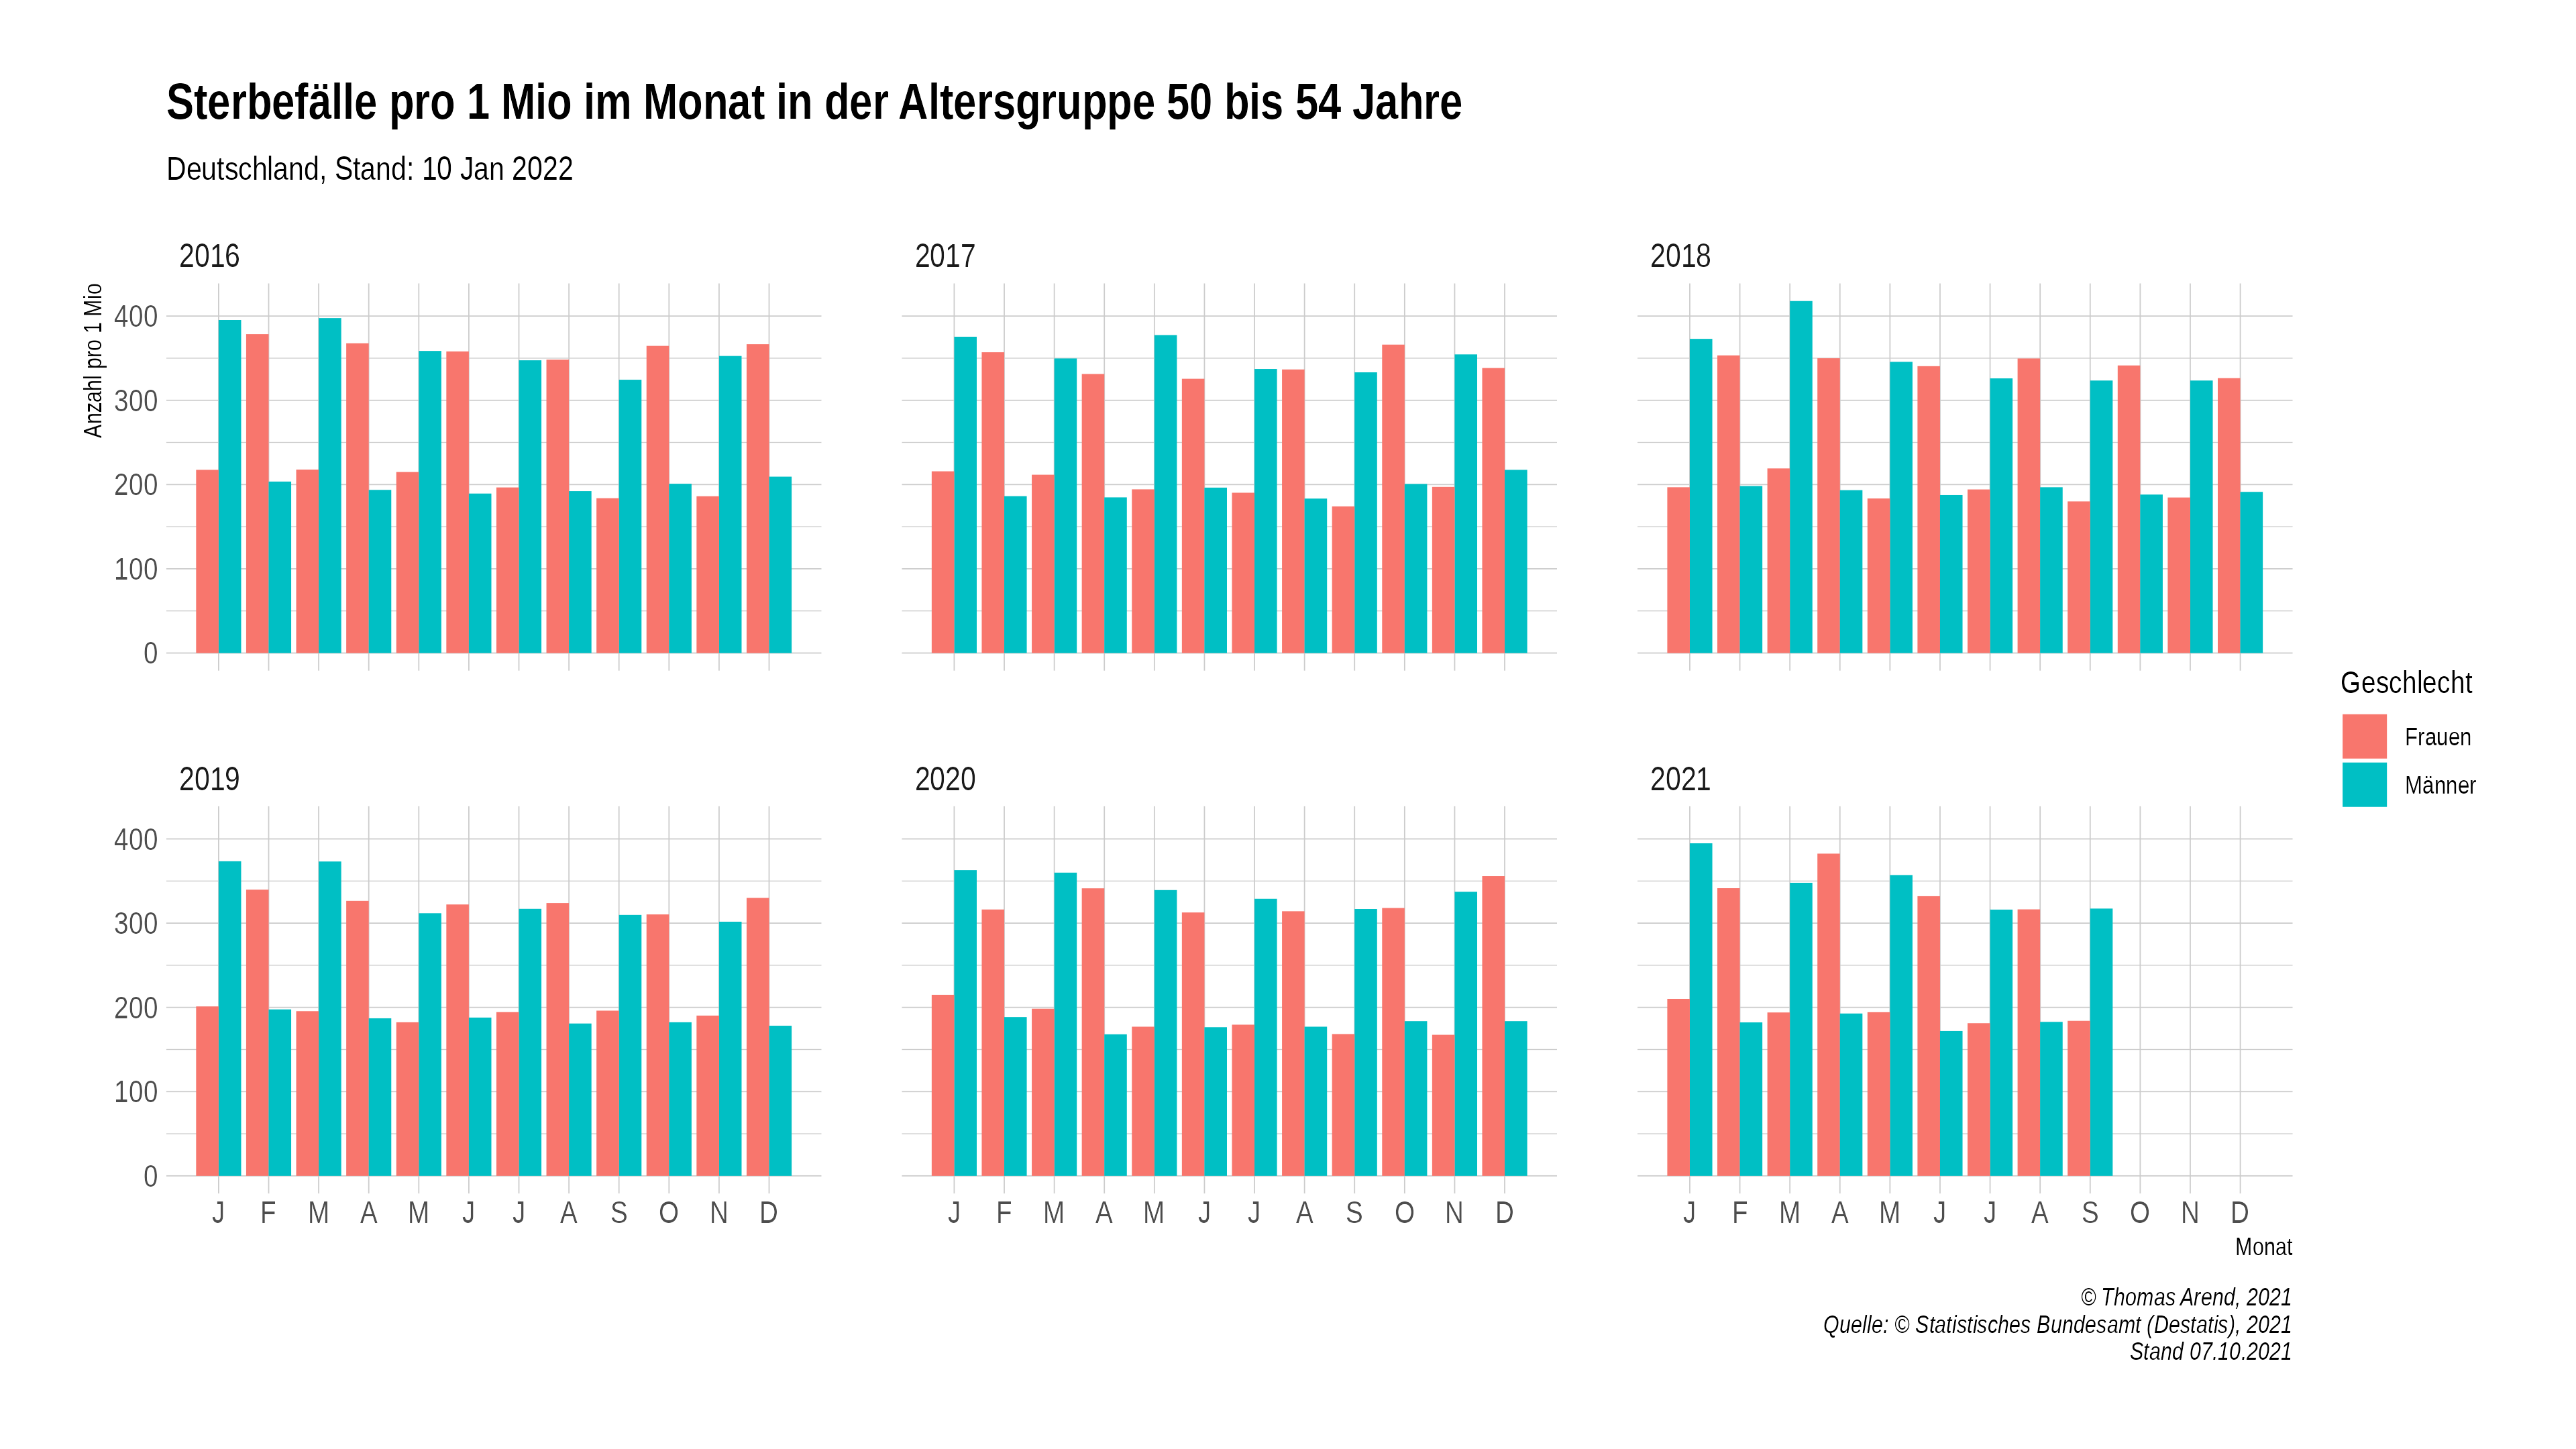 Sterbefälle pro 1 Mio im Monat in der Altersgruppe 50 bis 54 Jahre
Deutschland, Stand: 10 Jan 2022
2016
2017
2018
Anzahl pro 1 Mio
400
300
200
100
0
Geschlecht
Frauen
Männer
2019
2020
2021
400
300
200
100
0
J F M A M J J A S O N D
J F M A M J J A S O N D
J F M A M J J A S O N D
Monat
© Thomas Arend, 2021
Quelle: © Statistisches Bundesamt (Destatis), 2021
Stand 07.10.2021